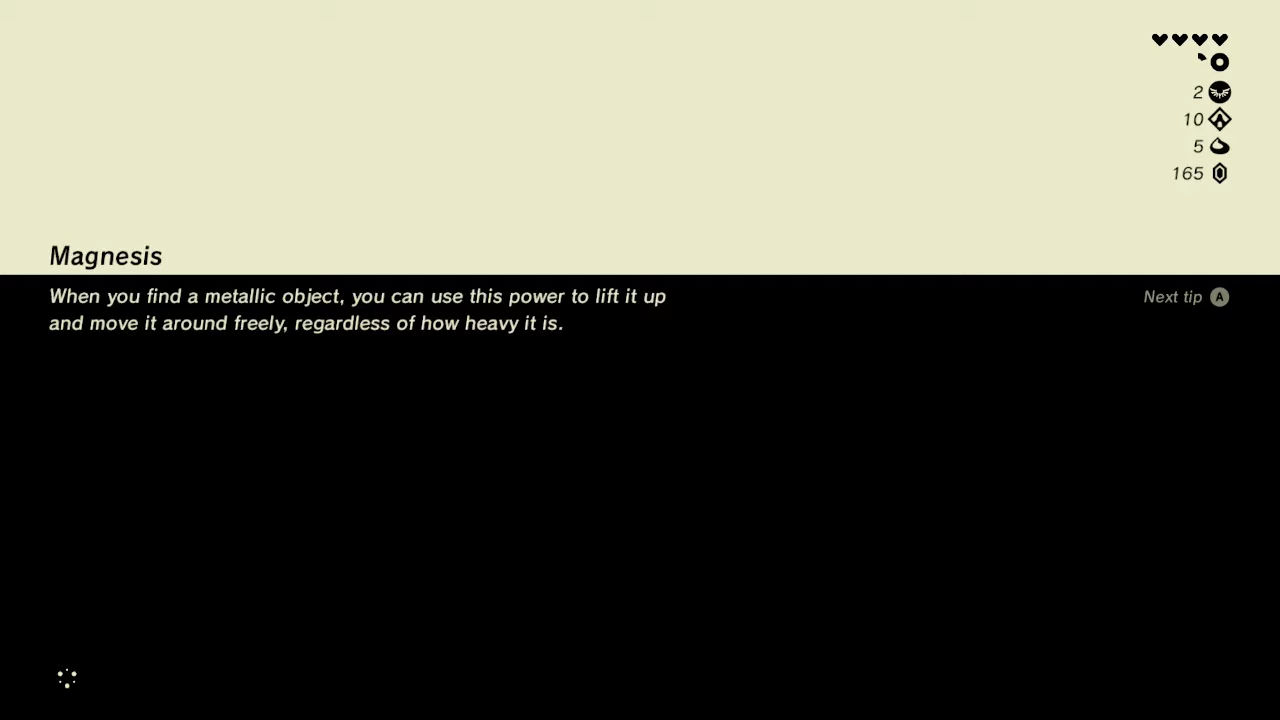 2
10
5
165
Magnesis
When you find a metallic object, you can use this power to lift it up
and move it around freely, regardless of how heavy it is.
Next tip A